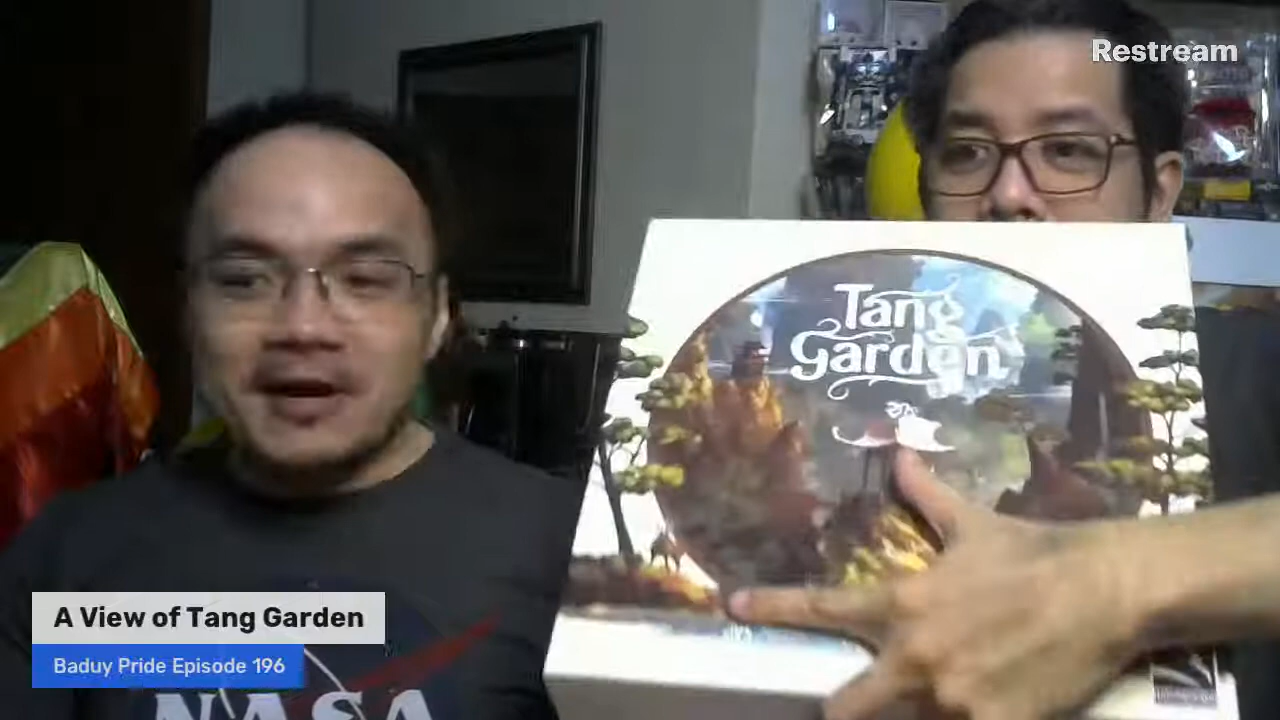 Restream
Tang
Garden
A View of Tang Garden
Baduy Pride Episode 196
NASA